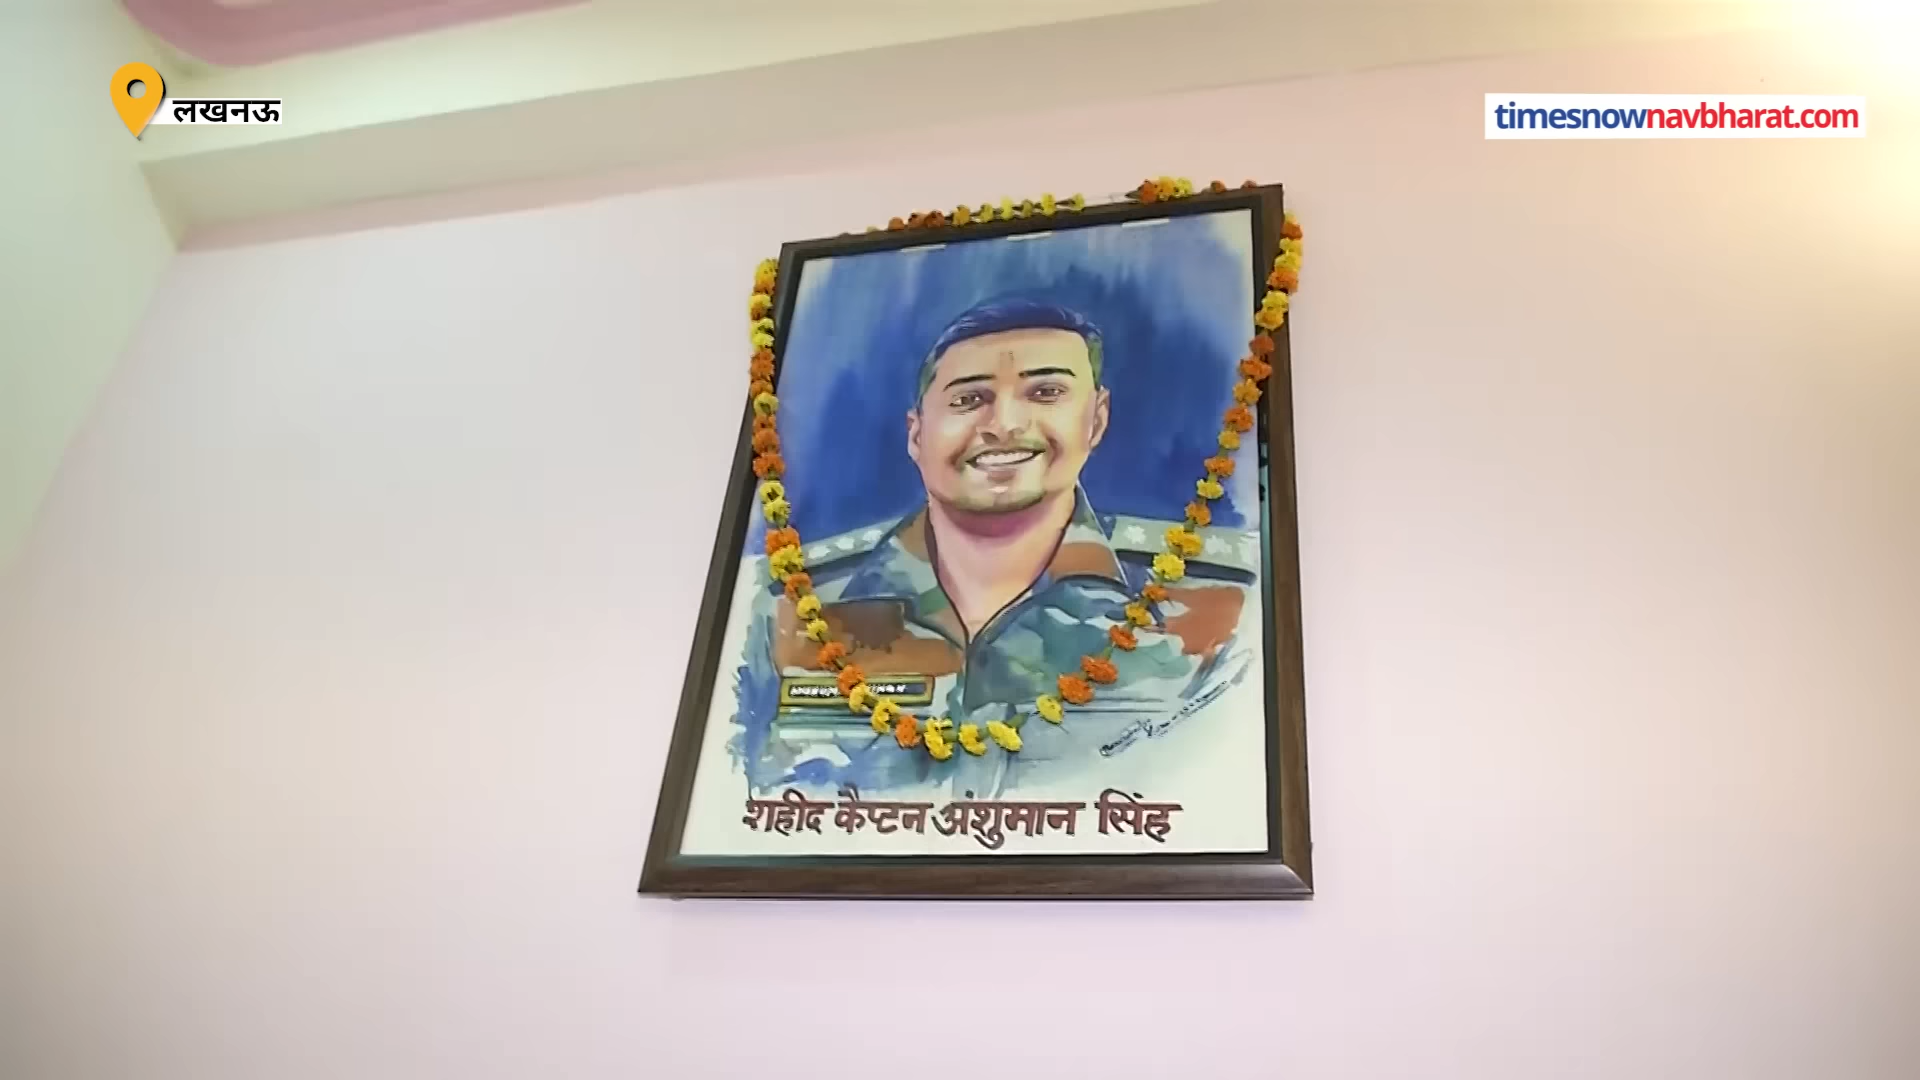 लखनऊ
timesnownavbharat.com
शहीद कैप्टन अंशुमान सिंह